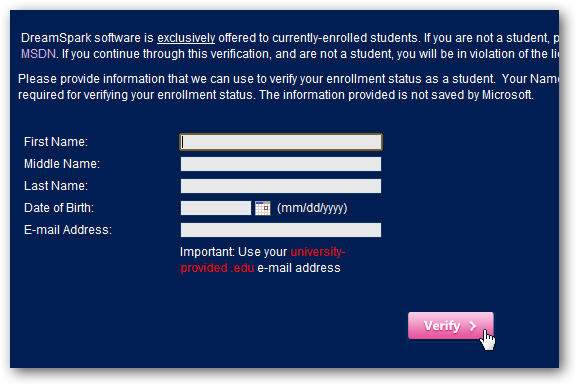 DreamSpark software is exclusively offered to currently-enrolled students. If you are not a student,
MSDN. If you continue through this verification, and are not a student, you will be in violation of the
Please provide information that we can use to verify your enrollment status as a student. Your Name
required for verifying your enrollment status. The information provided is not saved by Microsoft.
First Name:
Middle Name:
Last Name:
Date of Birth: (mm/dd/yyyy)
E-mail Address:
Important: Use your university-
provided .edu e-mail address
Verify